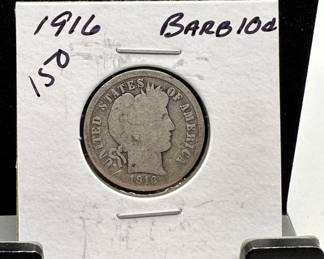 1916 BARB 10¢
150
UNITED STATES OF AMERICA
1916